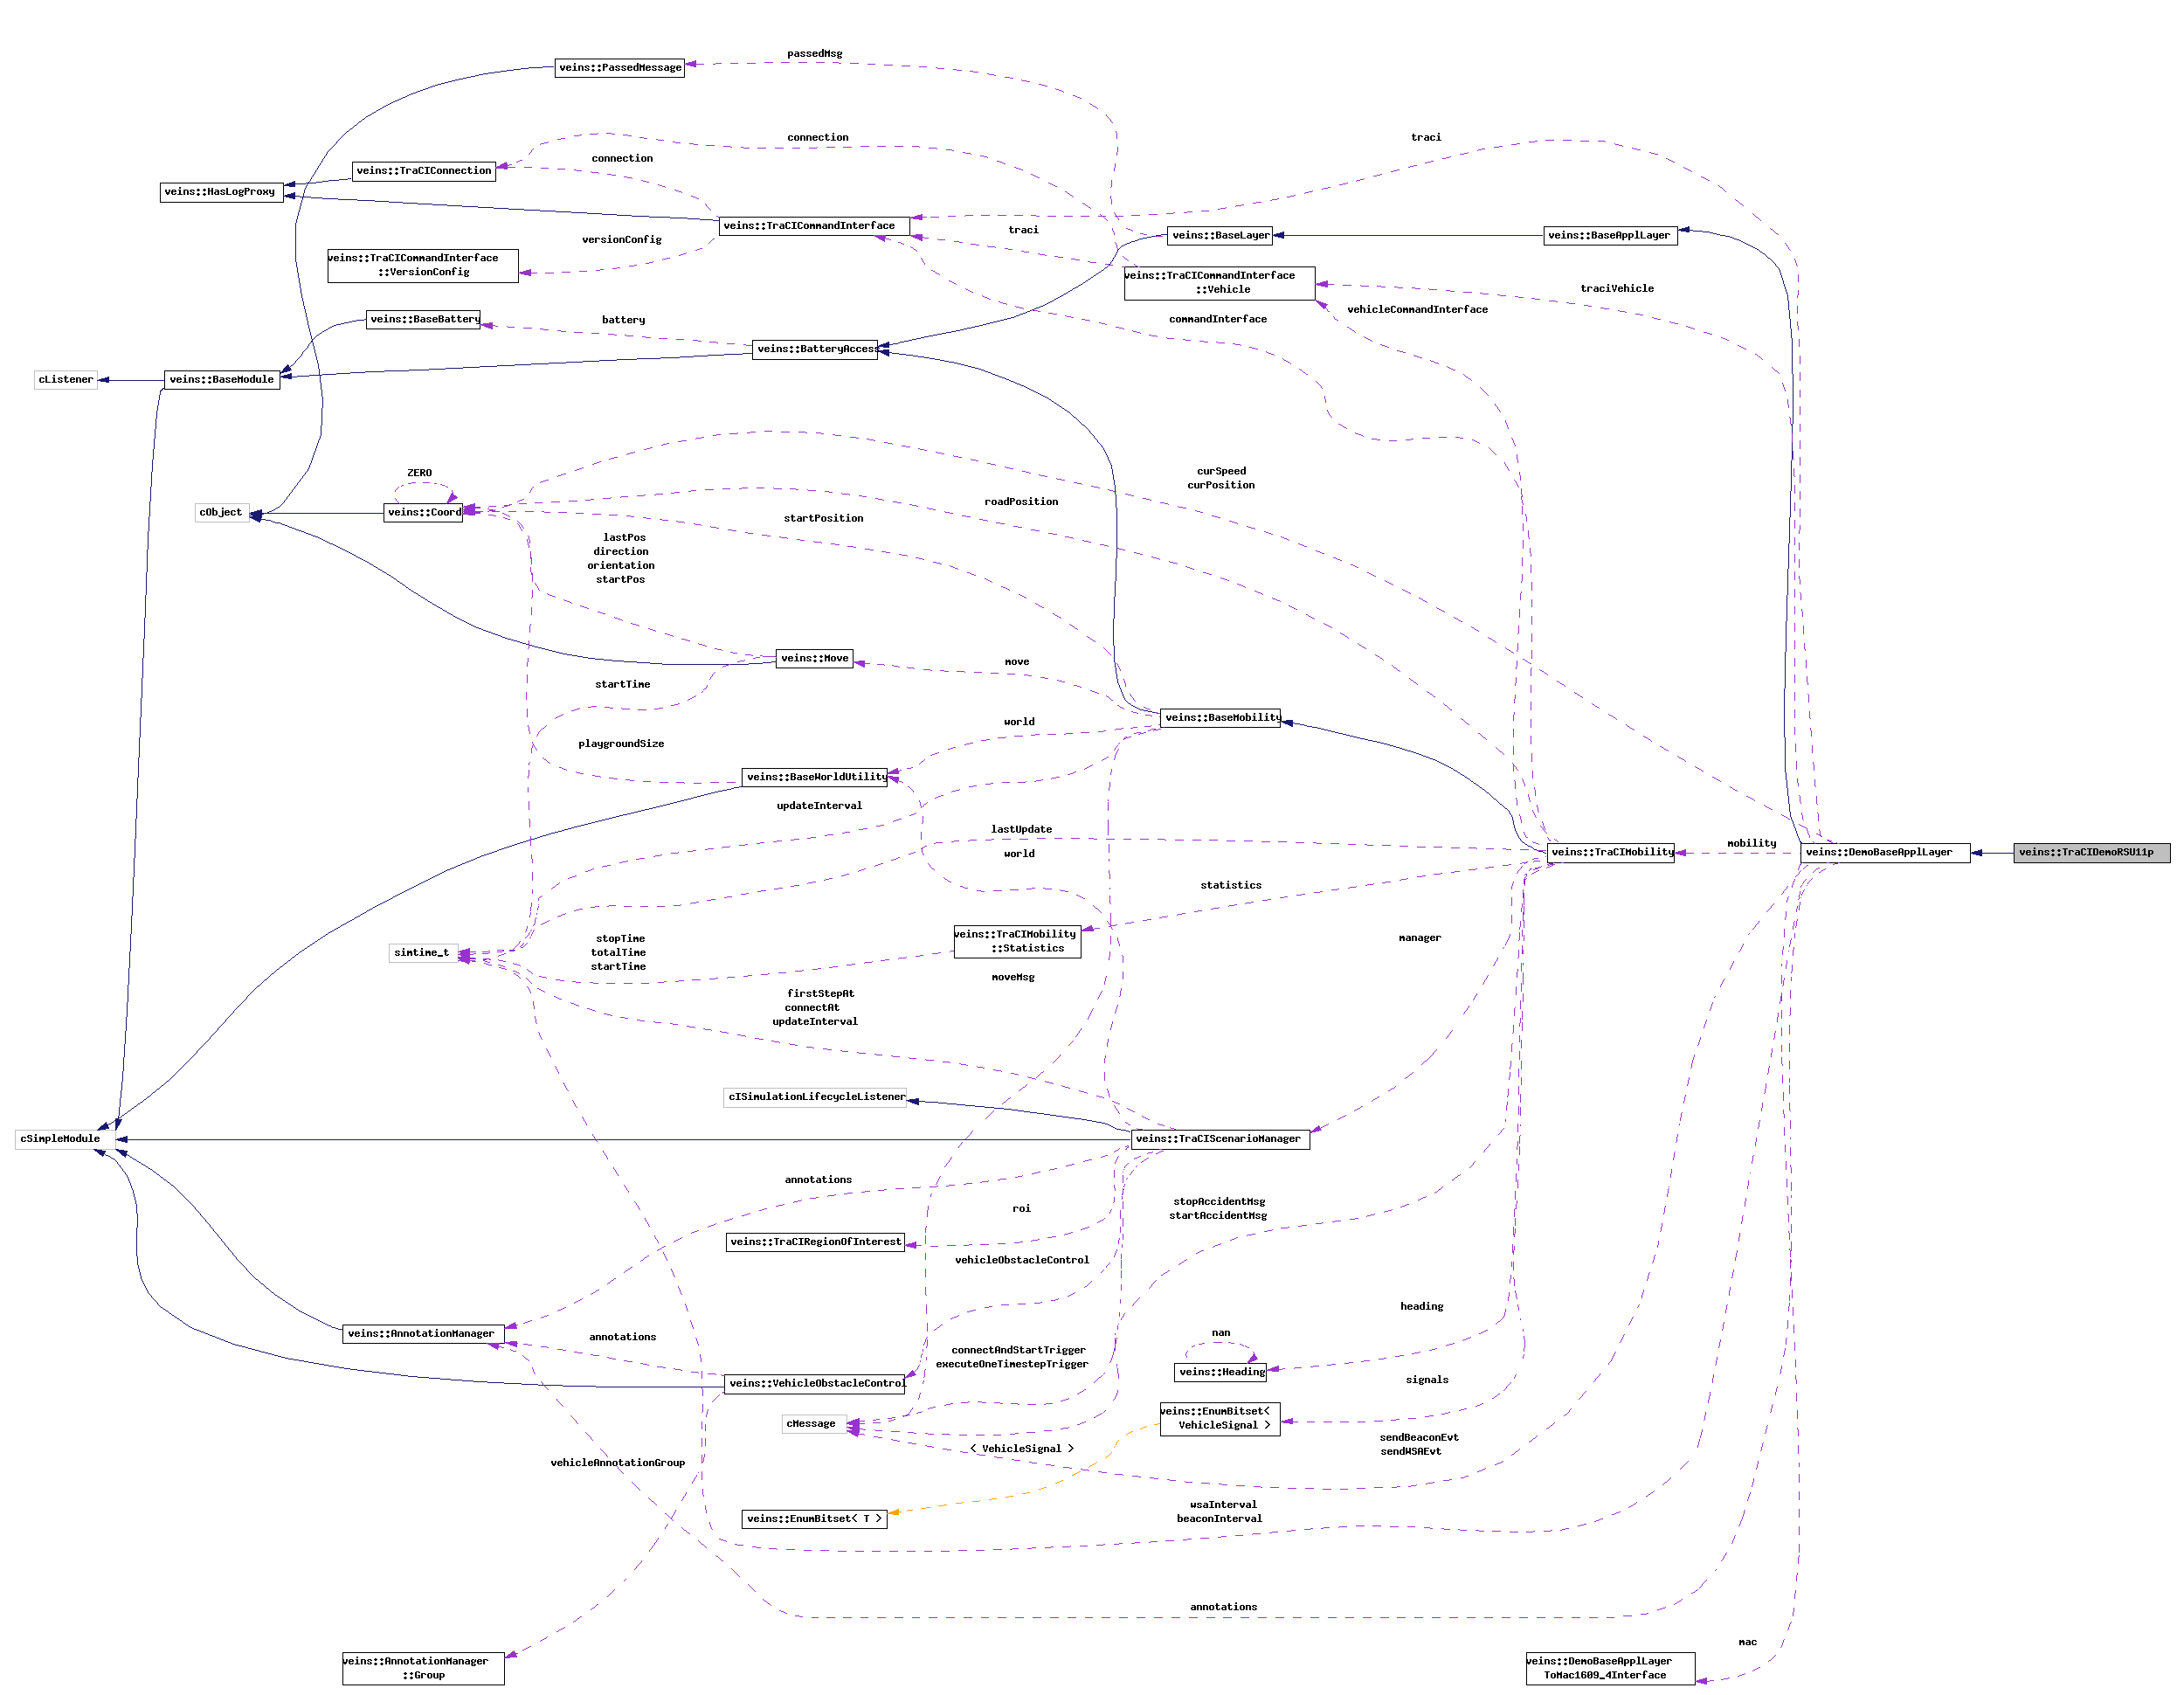 passedMsg
veins::PassedMessage
connection
traci
connection
veins::TraCIConnection
veins::HasLogProxy
veins::TraCICommandInterface
traci
veins::BaseLayer
veins::BaseApplLayer
versionConfig
veins::TraCICommandInterface
::VersionConfig
veins::TraCICommandInterface
::Vehicle
traciVehicle
vehicleCommandInterface
veins::BaseBattery
battery
commandInterface
veins::BatteryAccess
cListener
veins::BaseModule
ZERO
curSpeed
curPosition
roadPosition
cObject
veins::Coord
startPosition
lastPos
direction
orientation
startPos
veins::Move
move
startTime
veins::BaseMobility
world
playgroundSize
veins::BaseWorldUtility
updateInterval
lastUpdate
world
mobility
veins::TraCIMobility
veins::DemoBaseApplLayer
veins::TraCIDemoRSU11p
statistics
stopTime
totalTime
startTime
simtime_t
veins::TraCIMobility
::Statistics
manager
moveMsg
firstStepAt
connectAt
updateInterval
cISimulationLifecycleListener
cSimpleModule
veins::TraCIScenarioManager
annotations
roi
stopAccidentMsg
startAccidentMsg
veins::TraCIRegionOfInterest
vehicleObstacleControl
heading
veins::AnnotationManager
annotations
nan
connectAndStartTrigger
executeOneTimestepTrigger
veins::Heading
signals
veins::VehicleObstacleControl
cMessage
veins::EnumBitset<
VehicleSignal >
sendBeaconEvt
sendWSAEvt
< VehicleSignal >
vehicleAnnotationGroup
wsaInterval
beaconInterval
veins::EnumBitset< T >
annotations
mac
veins::AnnotationManager
::Group
veins::DemoBaseApplLayer
ToMac1609_4Interface